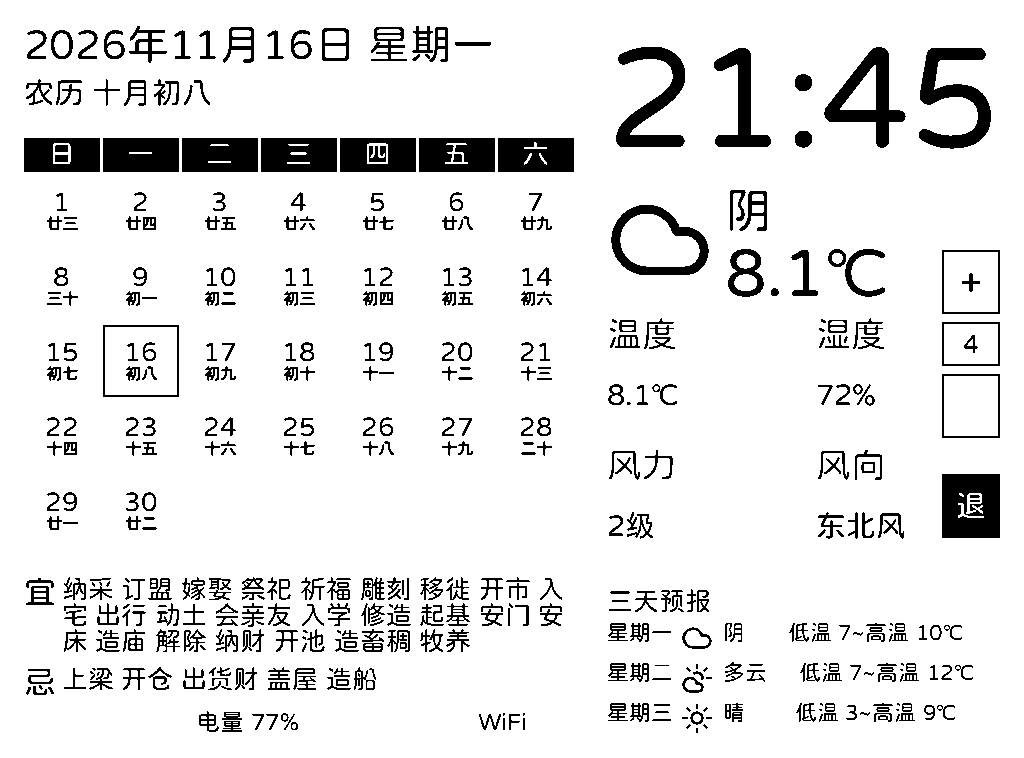 2026年11月16日 星期一
农历 十月初八
21:45
日 一 二 三 四 五 六
1 2 3 4 5 6 7
廿三 廿四 廿五 廿六 廿七 廿八 廿九
8 9 10 11 12 13 14
三十 初一 初二 初三 初四 初五 初六
15 16 17 18 19 20 21
初七 初八 初九 初十 十一 十二 十三
22 23 24 25 26 27 28
十四 十五 十六 十七 十八 十九 二十
29 30
廿一 廿二
阴
8.1℃
温度 湿度
8.1℃ 72%
风力 风向
2级 东北风
+
4
退
宜 纳采 订盟 嫁娶 祭祀 祈福 雕刻 移徙 开市 入
宅 出行 动土 会亲友 入学 修造 起基 安门 安
床 造庙 解除 纳财 开池 造畜稠 牧养
忌 上梁 开仓 出货财 盖屋 造船
电量 77% WiFi
三天预报
星期一 阴 低温 7~高温 10℃
星期二 多云 低温 7~高温 12℃
星期三 晴 低温 3~高温 9℃